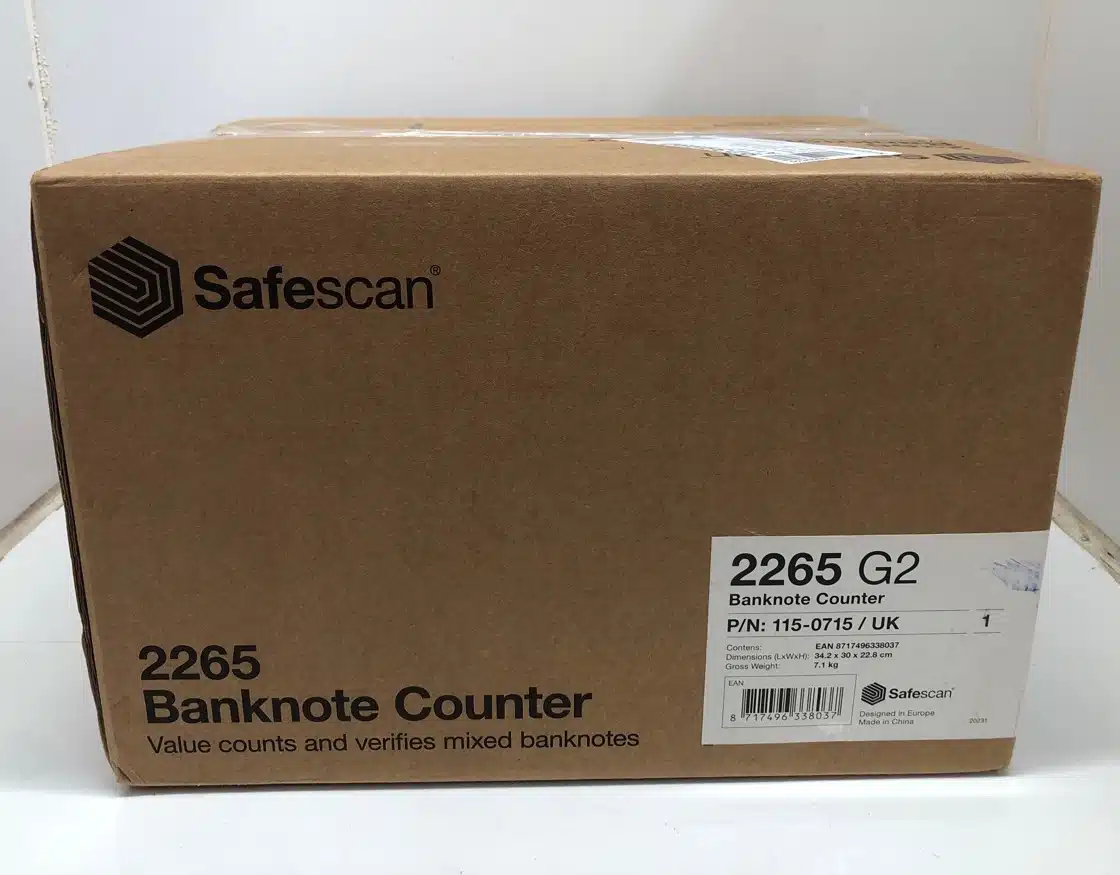 Safescan®
2265
Banknote Counter
Value counts and verifies mixed banknotes
2265 G2
Banknote Counter
P/N: 115-0715 / UK 1
Contens: EAN 8717496338037
Dimensions (LxWxH): 34.2 x 30 x 22.8 cm
Gross Weight: 7.1 kg
EAN
8 717496 338037
Safescan®
Designed In Europe
Made in China
20231